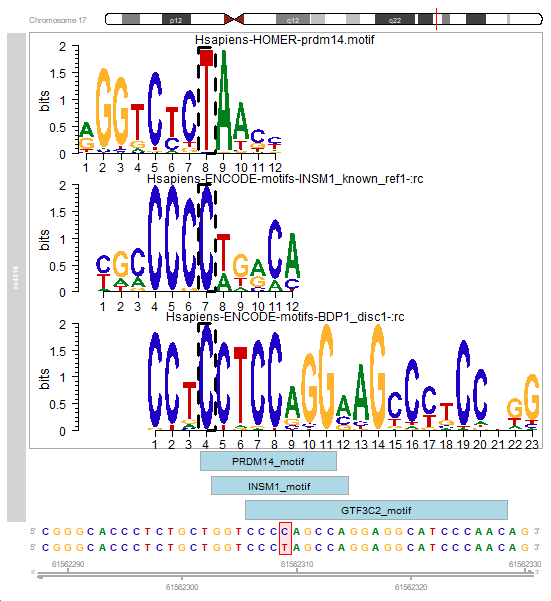 Chromosome 17
p12
q12
q22
Hsapiens-HOMER-prdm14.motif
2
1.5
1
0.5
0
bits
1 2 3 4 5 6 7 8 9 10 11 12
Hsapiens-ENCODE-motifs-INSM1_known_ref1-:rc
2
1.5
1
0.5
0
bits
1 2 3 4 5 6 7 8 9 10 11 12
Hsapiens-ENCODE-motifs-BDP1_disc1-:rc
2
1.5
1
0.5
0
bits
1 2 3 4 5 6 7 8 9 10 11 12 13 14 15 16 17 18 19 20 21 22 23
rs4316
PRDM14_motif
INSM1_motif
GTF3C2_motif
5' C G G G C A C C C T C T G C T G G T C C C C A G C C A G G A G G C A T C C C A A C A G 3'
5' C G G G C A C C C T C T G C T G G T C C C T A G C C A G G A G G C A T C C C A A C A G 3'
61562290 61562310 61562330
61562300 61562320